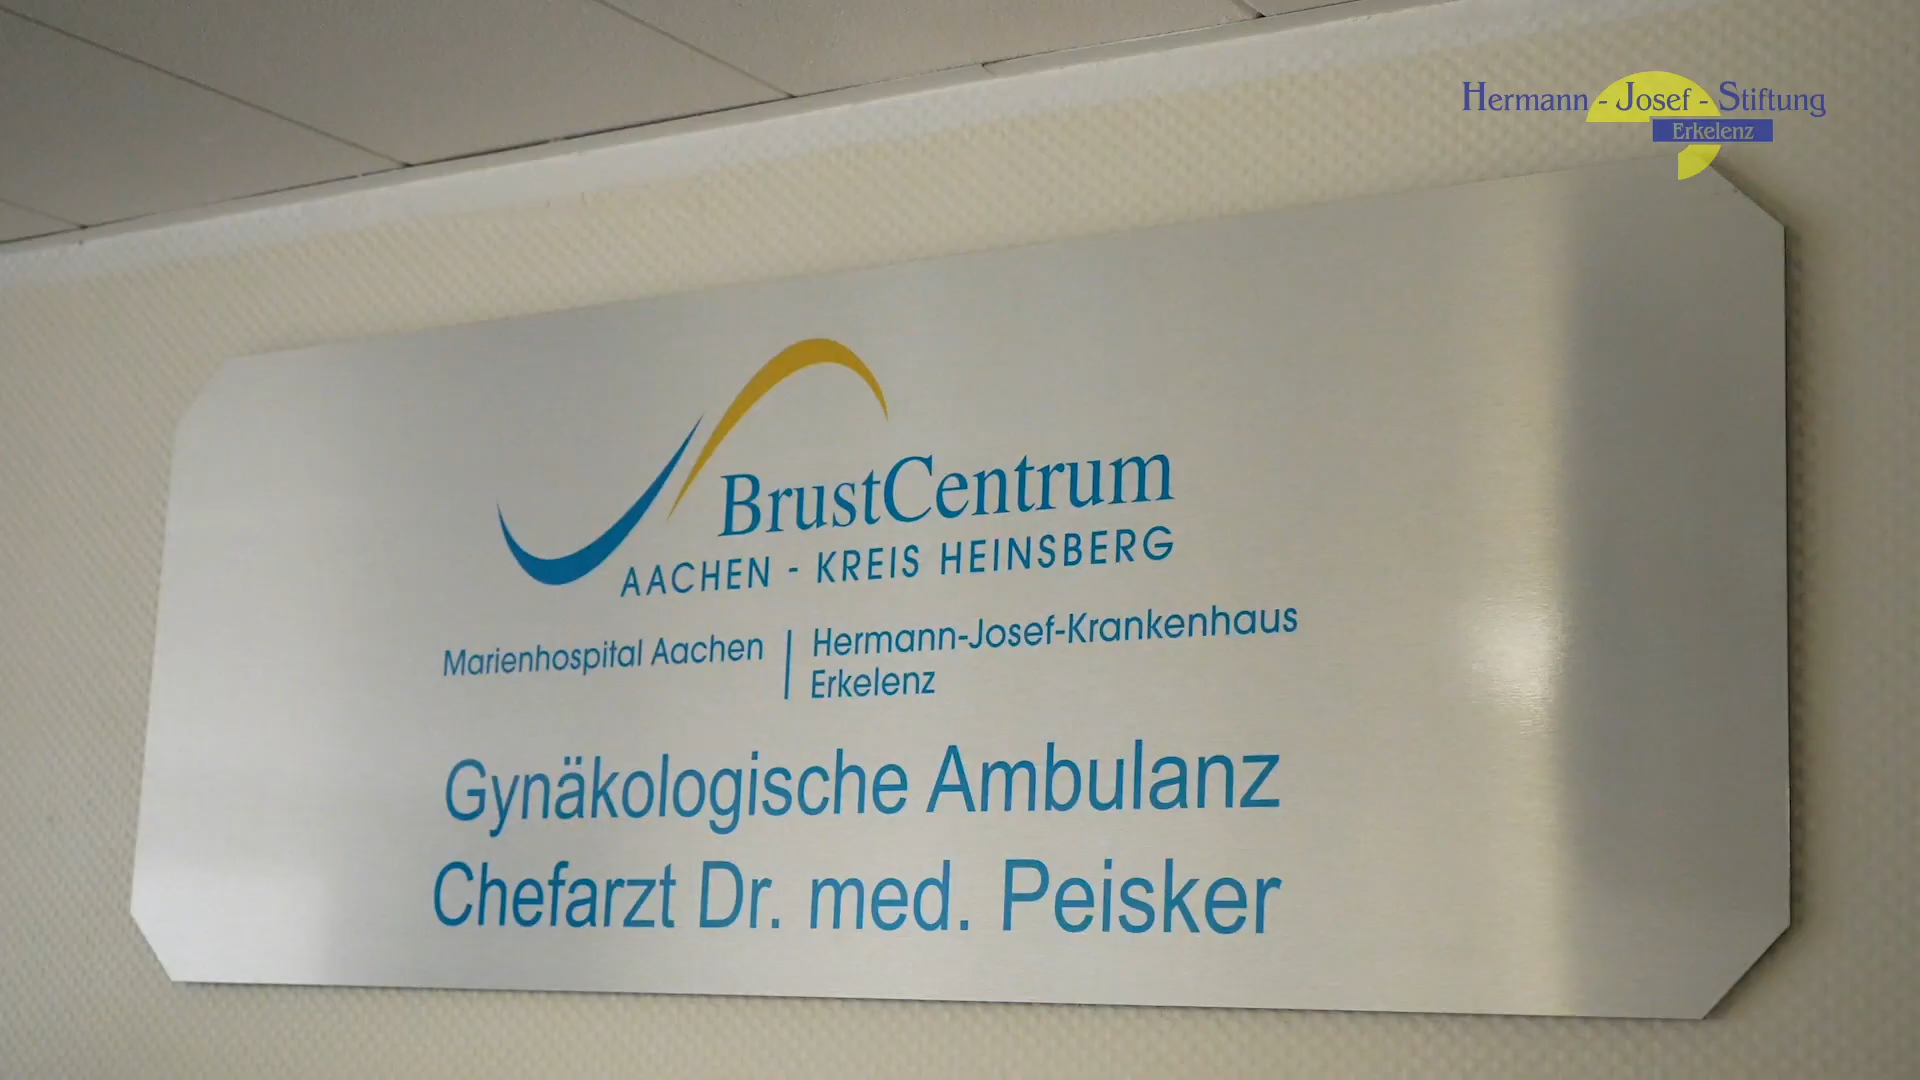 Hermann - Josef - Stiftung
Erkelenz
BrustCentrum
AACHEN - KREIS HEINSBERG
Marienhospital Aachen | Hermann-Josef-Krankenhaus
Erkelenz
Gynäkologische Ambulanz
Chefarzt Dr. med. Peisker